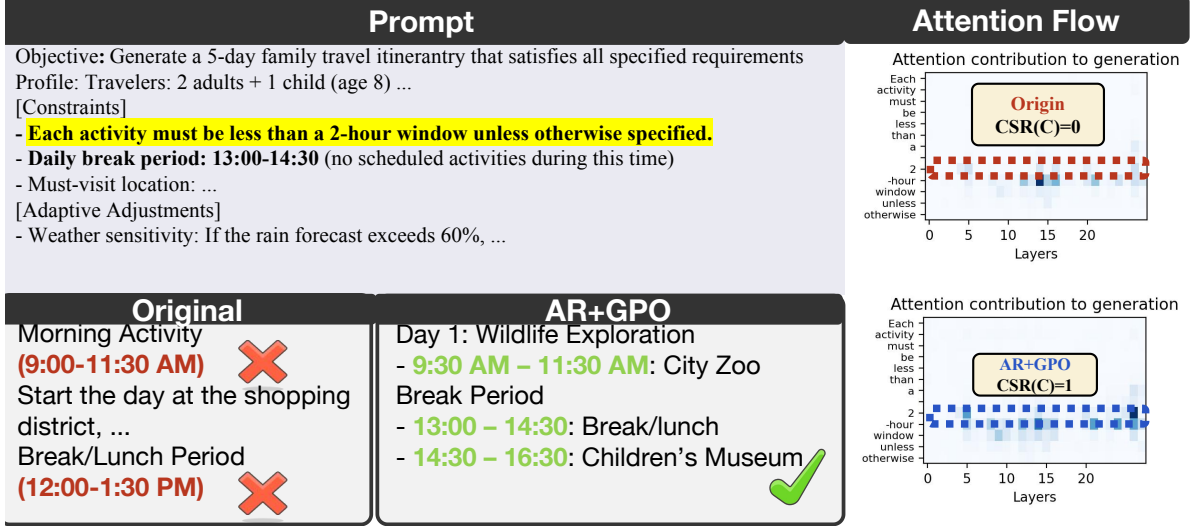 Prompt
Objective: Generate a 5-day family travel itinerantry that satisfies all specified requirements
Profile: Travelers: 2 adults + 1 child (age 8) ...
[Constraints]
- Each activity must be less than a 2-hour window unless otherwise specified.
- Daily break period: 13:00-14:30 (no scheduled activities during this time)
- Must-visit location: ...
[Adaptive Adjustments]
- Weather sensitivity: If the rain forecast exceeds 60%, ...
Original
Morning Activity
(9:00-11:30 AM)
Start the day at the shopping
district, ...
Break/Lunch Period
(12:00-1:30 PM)
AR+GPO
Day 1: Wildlife Exploration
- 9:30 AM – 11:30 AM: City Zoo
Break Period
- 13:00 – 14:30: Break/lunch
- 14:30 – 16:30: Children's Museum
Attention Flow
Attention contribution to generation
Each
activity
must
be
less
than
a
2
-hour
window
unless
otherwise
Origin
CSR(C)=0
0 5 10 15 20
Layers
Attention contribution to generation
Each
activity
must
be
less
than
a
2
-hour
window
unless
otherwise
AR+GPO
CSR(C)=1
0 5 10 15 20
Layers